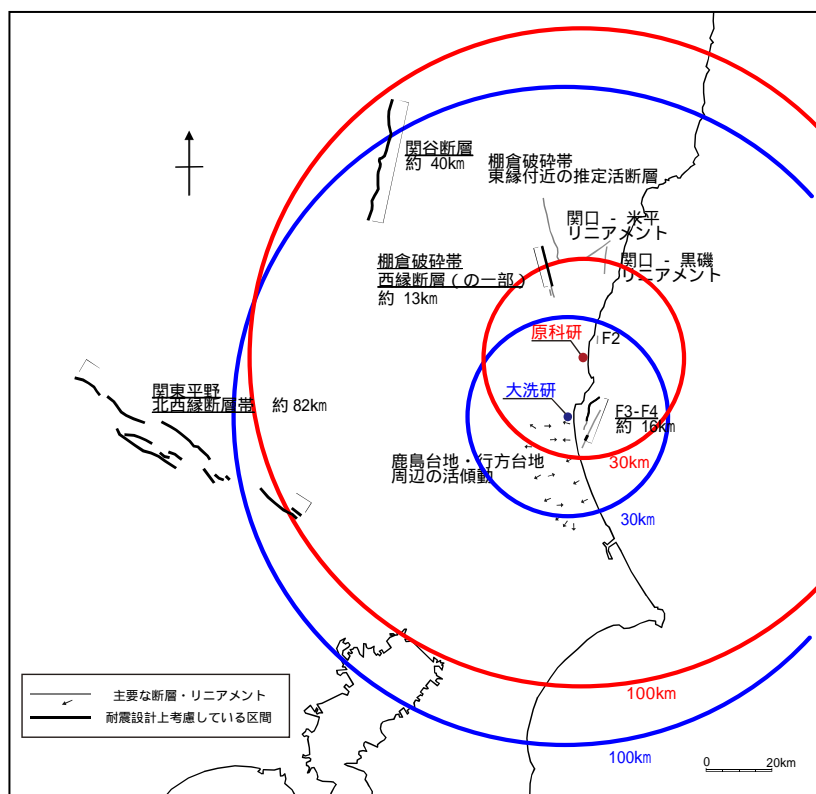 関谷断層
約 40km
棚倉破砕帯
東縁付近の推定活断層
関口 - 米平
リニアメント
関口 - 黒磯
リニアメント
棚倉破砕帯
西縁断層(の一部)
約 13km
原科研
F2
関東平野
北西縁断層帯 約 82km
大洗研
F3-F4
約 16km
鹿島台地・行方台地
周辺の活傾動
30km
30km
100km
100km
主要な断層・リニアメント
耐震設計上考慮している区間
0 20km